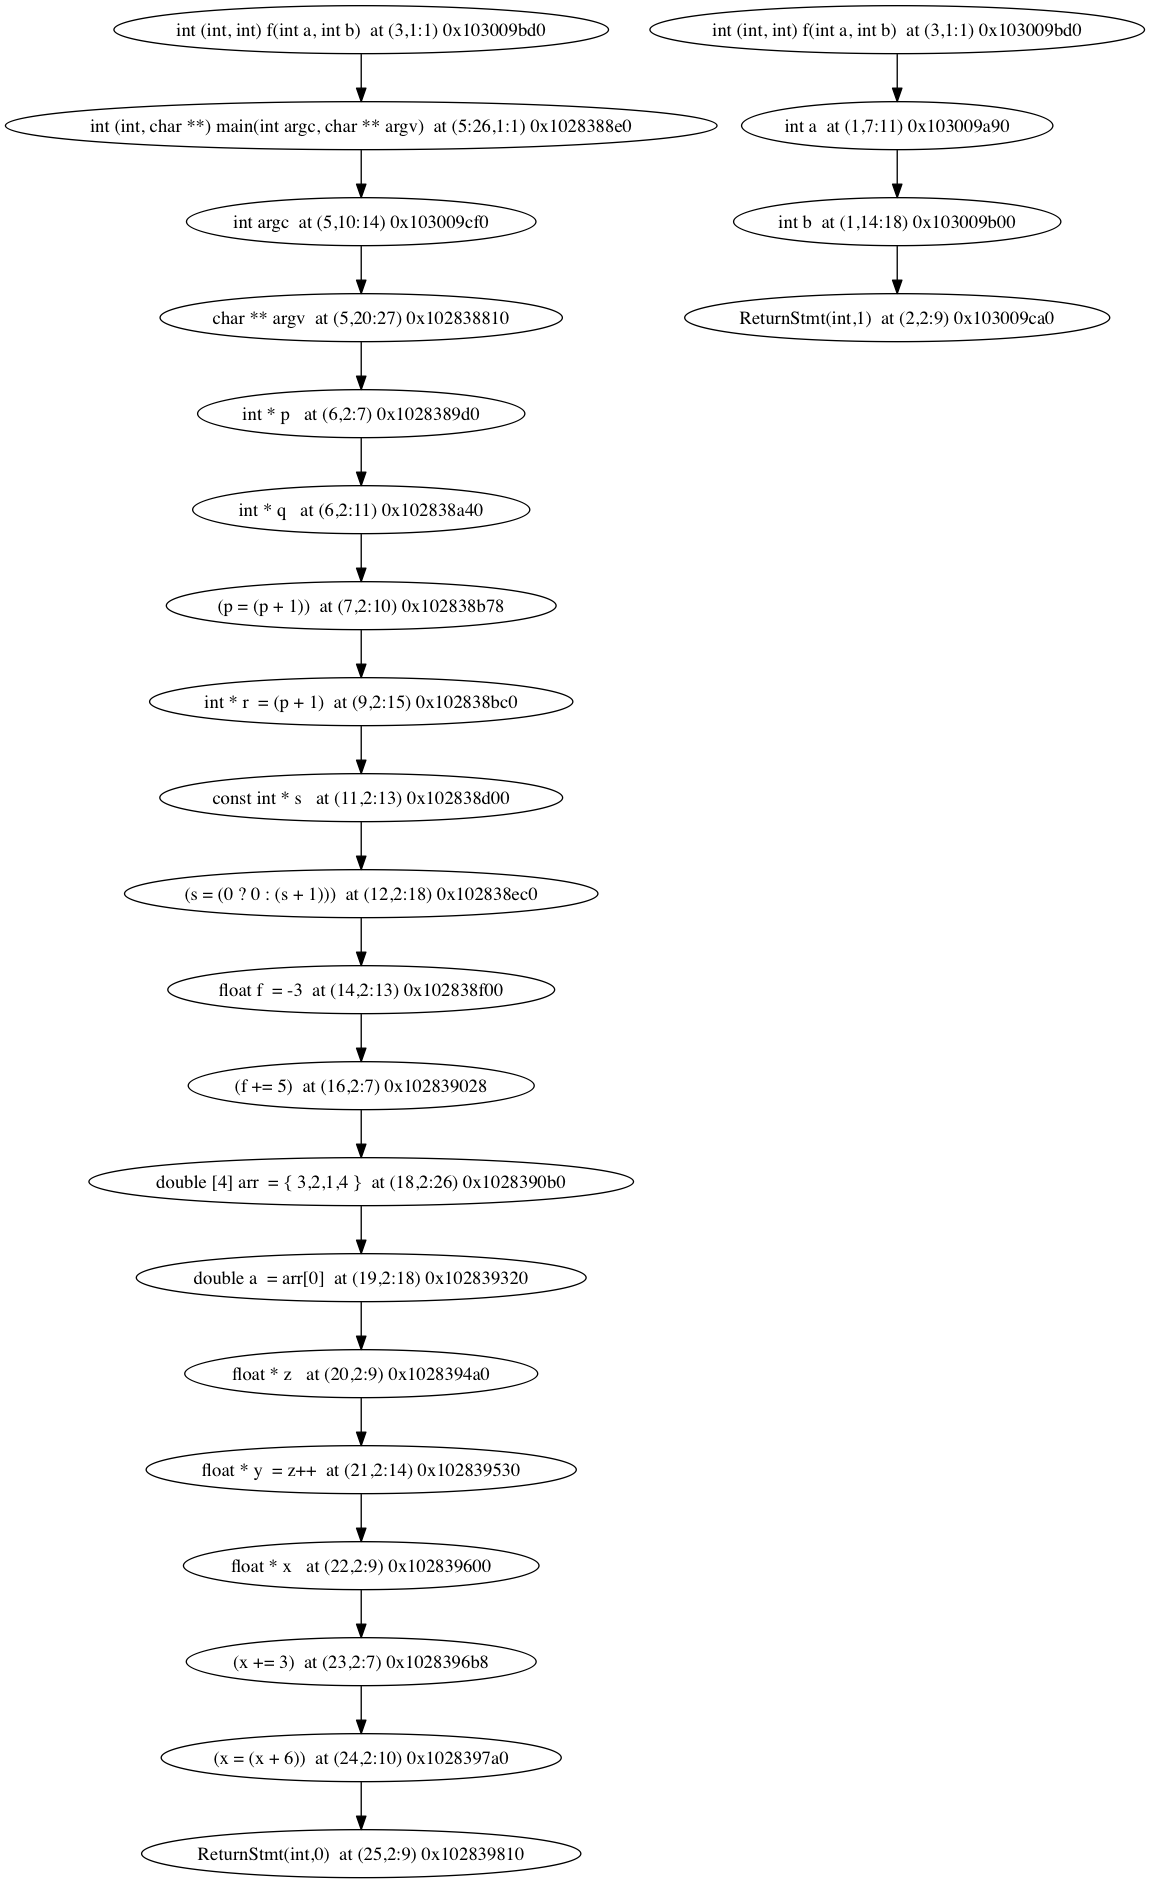 int (int, int) f(int a, int b)  at (3,1:1) 0x103009bd0
int (int, char **) main(int argc, char ** argv)  at (5:26,1:1) 0x1028388e0
int argc  at (5,10:14) 0x103009cf0
char ** argv  at (5,20:27) 0x102838810
int * p   at (6,2:7) 0x1028389d0
int * q   at (6,2:11) 0x102838a40
(p = (p + 1))  at (7,2:10) 0x102838b78
int * r  = (p + 1)  at (9,2:15) 0x102838bc0
const int * s   at (11,2:13) 0x102838d00
(s = (0 ? 0 : (s + 1)))  at (12,2:18) 0x102838ec0
float f  = -3  at (14,2:13) 0x102838f00
(f += 5)  at (16,2:7) 0x102839028
double [4] arr  = { 3,2,1,4 }  at (18,2:26) 0x1028390b0
double a  = arr[0]  at (19,2:18) 0x102839320
float * z   at (20,2:9) 0x1028394a0
float * y  = z++  at (21,2:14) 0x102839530
float * x   at (22,2:9) 0x102839600
(x += 3)  at (23,2:7) 0x1028396b8
(x = (x + 6))  at (24,2:10) 0x1028397a0
ReturnStmt(int,0)  at (25,2:9) 0x102839810
int (int, int) f(int a, int b)  at (3,1:1) 0x103009bd0
int a  at (1,7:11) 0x103009a90
int b  at (1,14:18) 0x103009b00
ReturnStmt(int,1)  at (2,2:9) 0x103009ca0